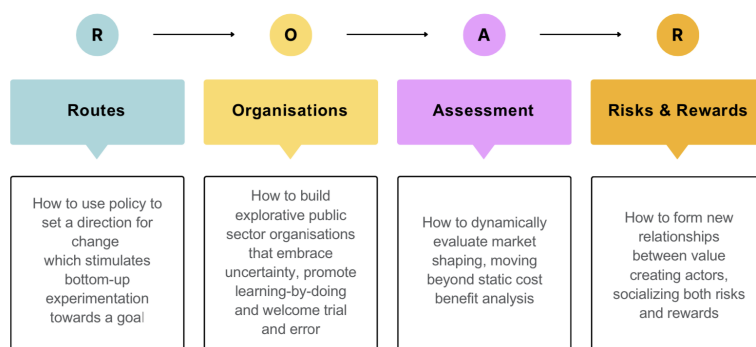 R
O
A
R
Routes
Organisations
Assessment
Risks & Rewards
How to use policy to
set a direction for
change
which stimulates
bottom-up
experimentation
towards a goal
How to build
explorative public
sector organisations
that embrace
uncertainty, promote
learning-by-doing
and welcome trial
and error
How to dynamically
evaluate market
shaping, moving
beyond static cost
benefit analysis
How to form new
relationships
between value
creating actors,
socializing both risks
and rewards